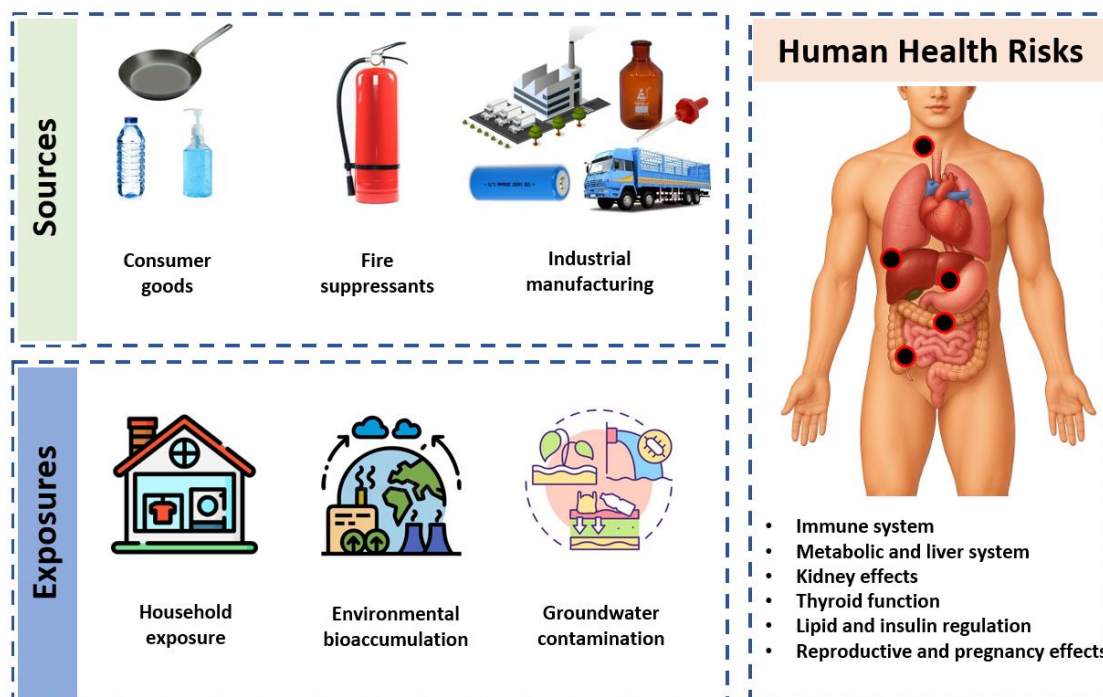 Sources
Consumer
goods
Fire
suppressants
Industrial
manufacturing
Exposures
Household
exposure
Environmental
bioaccumulation
Groundwater
contamination
Human Health Risks
• Immune system
• Metabolic and liver system
• Kidney effects
• Thyroid function
• Lipid and insulin regulation
• Reproductive and pregnancy effects